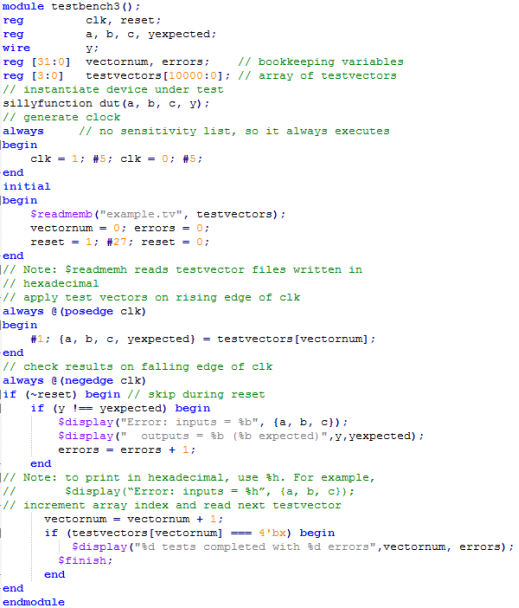 module testbench3();
reg clk, reset;
reg a, b, c, yexpected;
wire y;
reg [31:0] vectornum, errors; // bookkeeping variables
reg [3:0] testvectors[10000:0]; // array of testvectors
// instantiate device under test
sillyfunction dut(a, b, c, y);
// generate clock
always // no sensitivity list, so it always executes
begin
clk = 1; #5; clk = 0; #5;
end
initial
begin
$readmemb("example.tv", testvectors);
vectornum = 0; errors = 0;
reset = 1; #27; reset = 0;
end
// Note: $readmemh reads testvector files written in
// hexadecimal
// apply test vectors on rising edge of clk
always @(posedge clk)
begin
#1; {a, b, c, yexpected} = testvectors[vectornum];
end
// check results on falling edge of clk
always @(negedge clk)
if (~reset) begin // skip during reset
if (y !== yexpected) begin
$display("Error: inputs = %b", {a, b, c});
$display("  outputs = %b (%b expected)",y,yexpected);
errors = errors + 1;
end
// Note: to print in hexadecimal, use %h. For example,
// $display(“Error: inputs = %h”, {a, b, c});
// increment array index and read next testvector
vectornum = vectornum + 1;
if (testvectors[vectornum] === 4'bx) begin
$display("%d tests completed with %d errors",vectornum, errors);
$finish;
end
end
endmodule